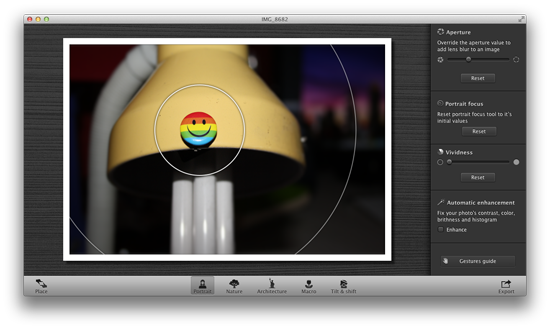 IMG_8682
Aperture
Override the aperture value to
add lens blur to an image
Reset
Portrait focus
Reset portrait focus tool to it's
initial values
Reset
Vividness
Reset
Automatic enhancement
Fix your photo's contrast, color,
brithness and histogram
Enhance
Gestures guide
Place
Portrait
Nature
Architecture
Macro
Tilt & shift
Export